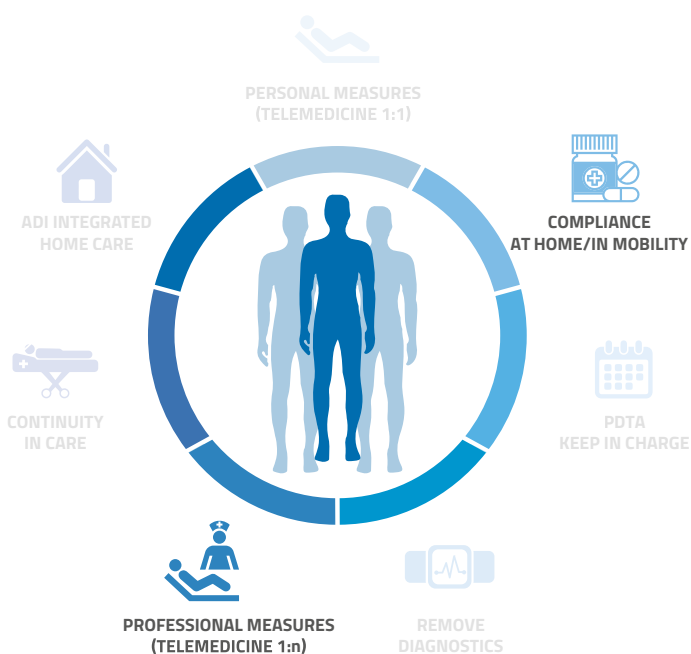 PERSONAL MEASURES
(TELEMEDICINE 1:1)
ADI INTEGRATED
HOME CARE
COMPLIANCE
AT HOME/IN MOBILITY
CONTINUITY
IN CARE
PDTA
KEEP IN CHARGE
PROFESSIONAL MEASURES
(TELEMEDICINE 1:n)
REMOVE
DIAGNOSTICS